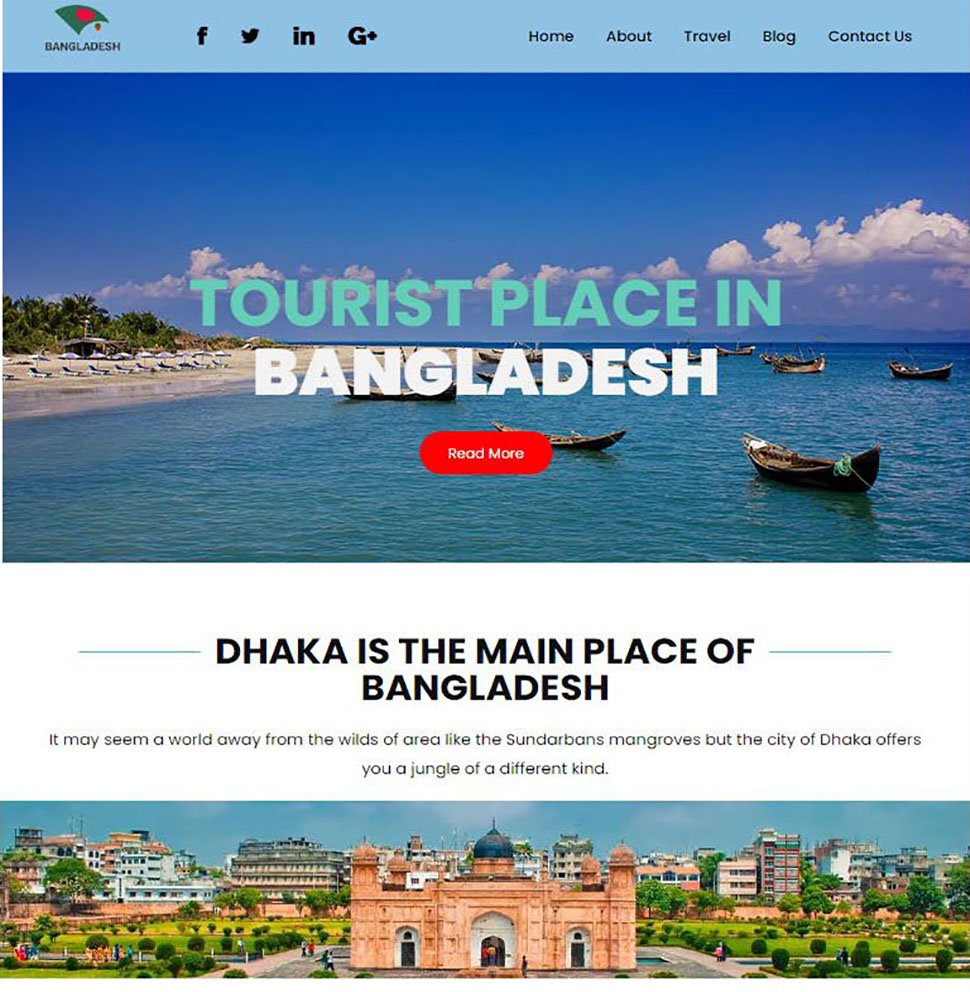 BANGLADESH
Home About Travel Blog Contact Us
TOURIST PLACE IN
BANGLADESH
Read More
DHAKA IS THE MAIN PLACE OF
BANGLADESH
It may seem a world away from the wilds of area like the Sundarbans mangroves but the city of Dhaka offers
you a jungle of a different kind.